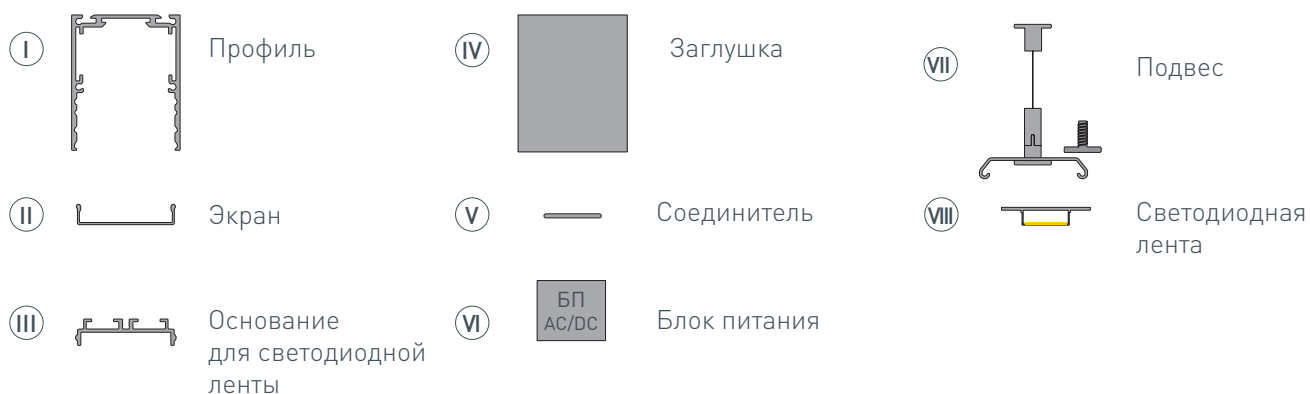 I
Профиль
II
Экран
III
Основание
для светодиодной
ленты
IV
Заглушка
V
Соединитель
VI
БП
AC/DC
Блок питания
VII
Подвес
VIII
Светодиодная
лента